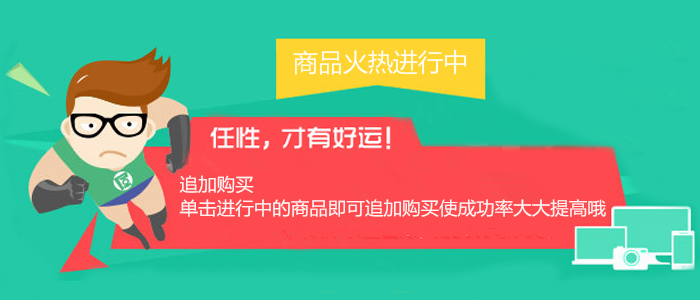 商品火热进行中
任性，才有好运！
追加购买
单击进行中的商品即可追加购买使成功率大大提高哦